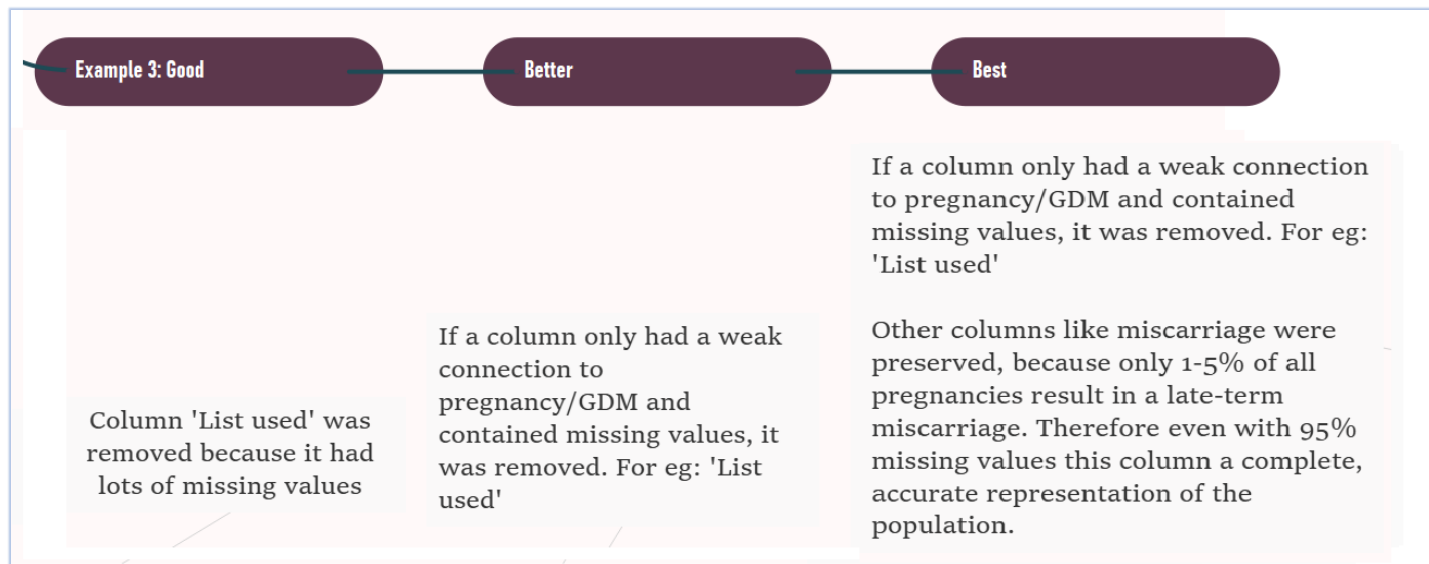 Example 3: Good
Better
Best
Column 'List used' was
removed because it had
lots of missing values
If a column only had a weak
connection to
pregnancy/GDM and
contained missing values, it
was removed. For eg: 'List
used'
If a column only had a weak connection
to pregnancy/GDM and contained
missing values, it was removed. For eg:
'List used'
Other columns like miscarriage were
preserved, because only 1-5% of all
pregnancies result in a late-term
miscarriage. Therefore even with 95%
missing values this column a complete,
accurate representation of the
population.